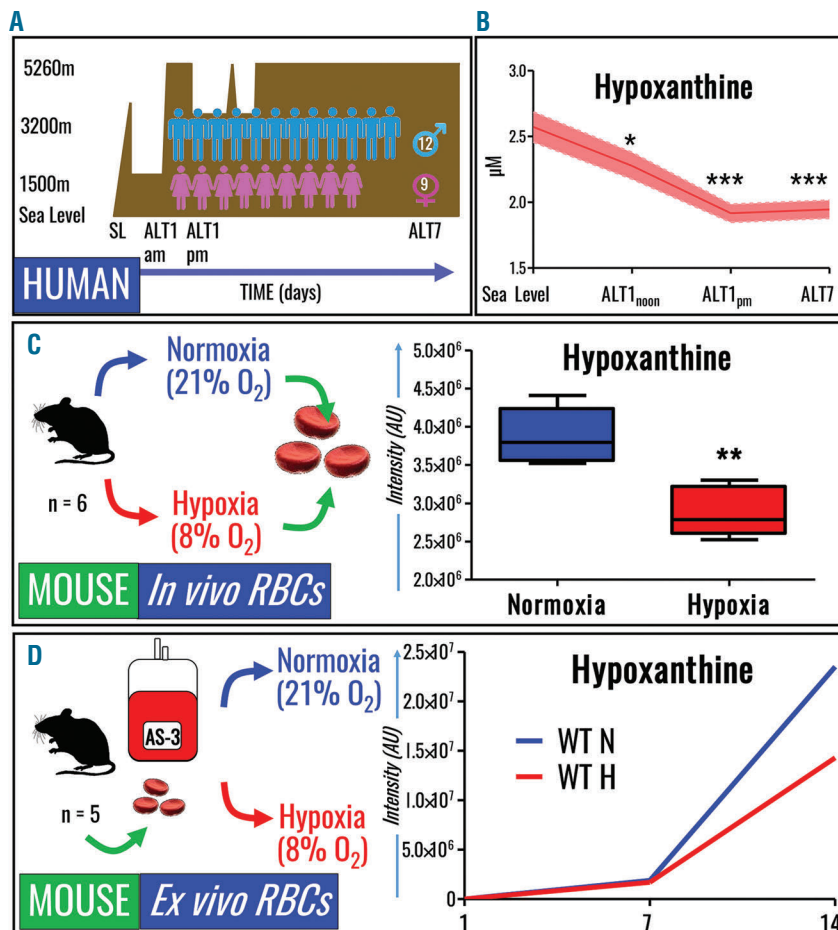 A
5260m
3200m
1500m
Sea Level
12
9
SL
ALT1
am
ALT1
pm
ALT7
HUMAN
TIME (days)
B
Hypoxanthine
3.0
2.5
2.0
1.5
µM
*
***
***
Sea Level
ALT1noon
ALT1pm
ALT7
C
Normoxia
(21% O2)
n = 6
Hypoxia
(8% O2)
MOUSE
In vivo RBCs
Hypoxanthine
Intensity (AU)
5.0×10⁶
4.5×10⁶
4.0×10⁶
3.5×10⁶
3.0×10⁶
2.5×10⁶
2.0×10⁶
**
Normoxia
Hypoxia
D
AS-3
Normoxia
(21% O2)
n = 5
Hypoxia
(8% O2)
MOUSE
Ex vivo RBCs
Hypoxanthine
Intensity (AU)
2.5×10⁷
2.0×10⁷
1.5×10⁷
1.0×10⁷
5.0×10⁶
0
WT N
WT H
1
7
14